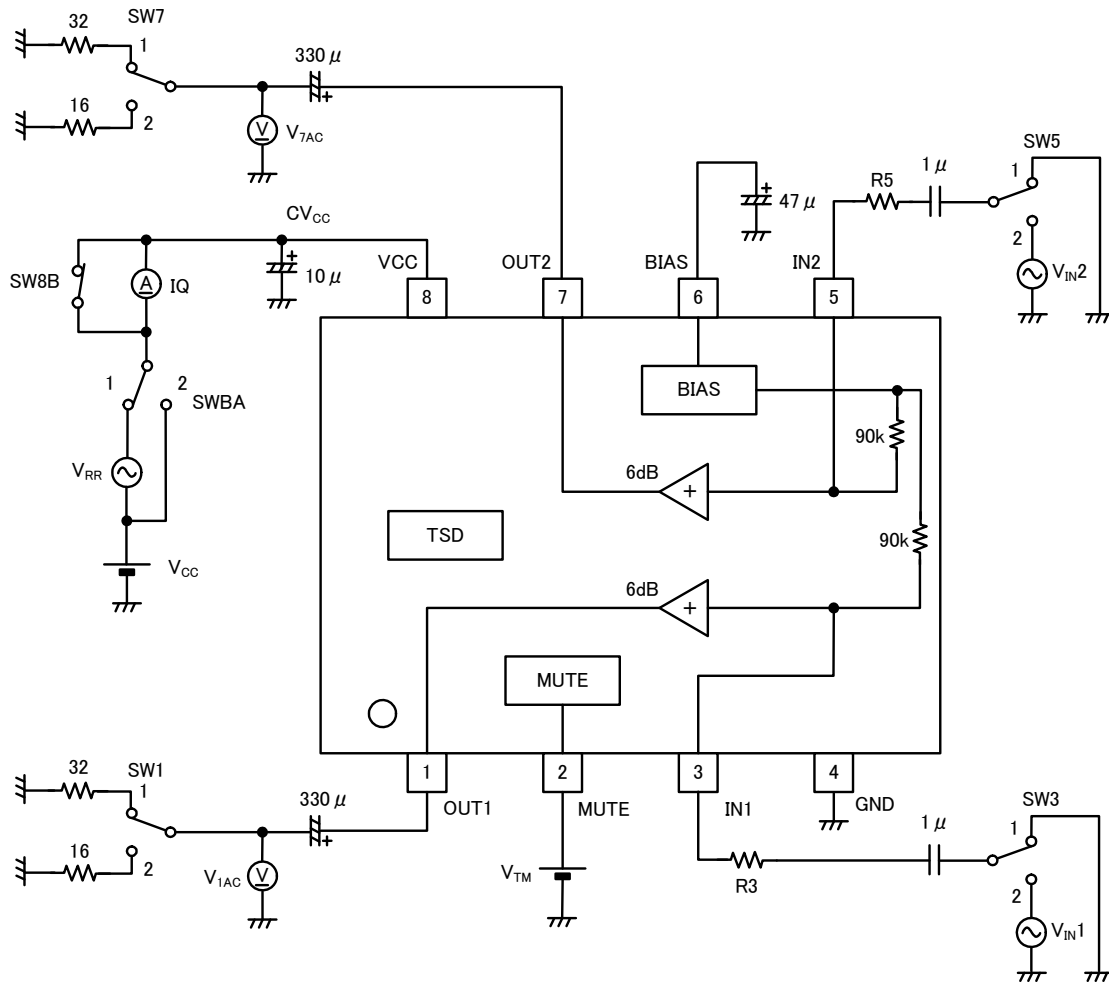 32
SW7
1
16
2
330μ
V7AC
SW5
1μ
1
R5
2
VIN2
47μ
CVCC
10μ
SW8B
A
IQ
1
2
SWBA
VRR
VCC
VCC
OUT2
BIAS
IN2
8
7
6
5
BIAS
90k
6dB
+
TSD
90k
6dB
+
MUTE
1
2
3
4
OUT1
MUTE
IN1
GND
32
SW1
1
16
2
330μ
V
V1AC
VTM
R3
1μ
SW3
1
2
VIN1
V